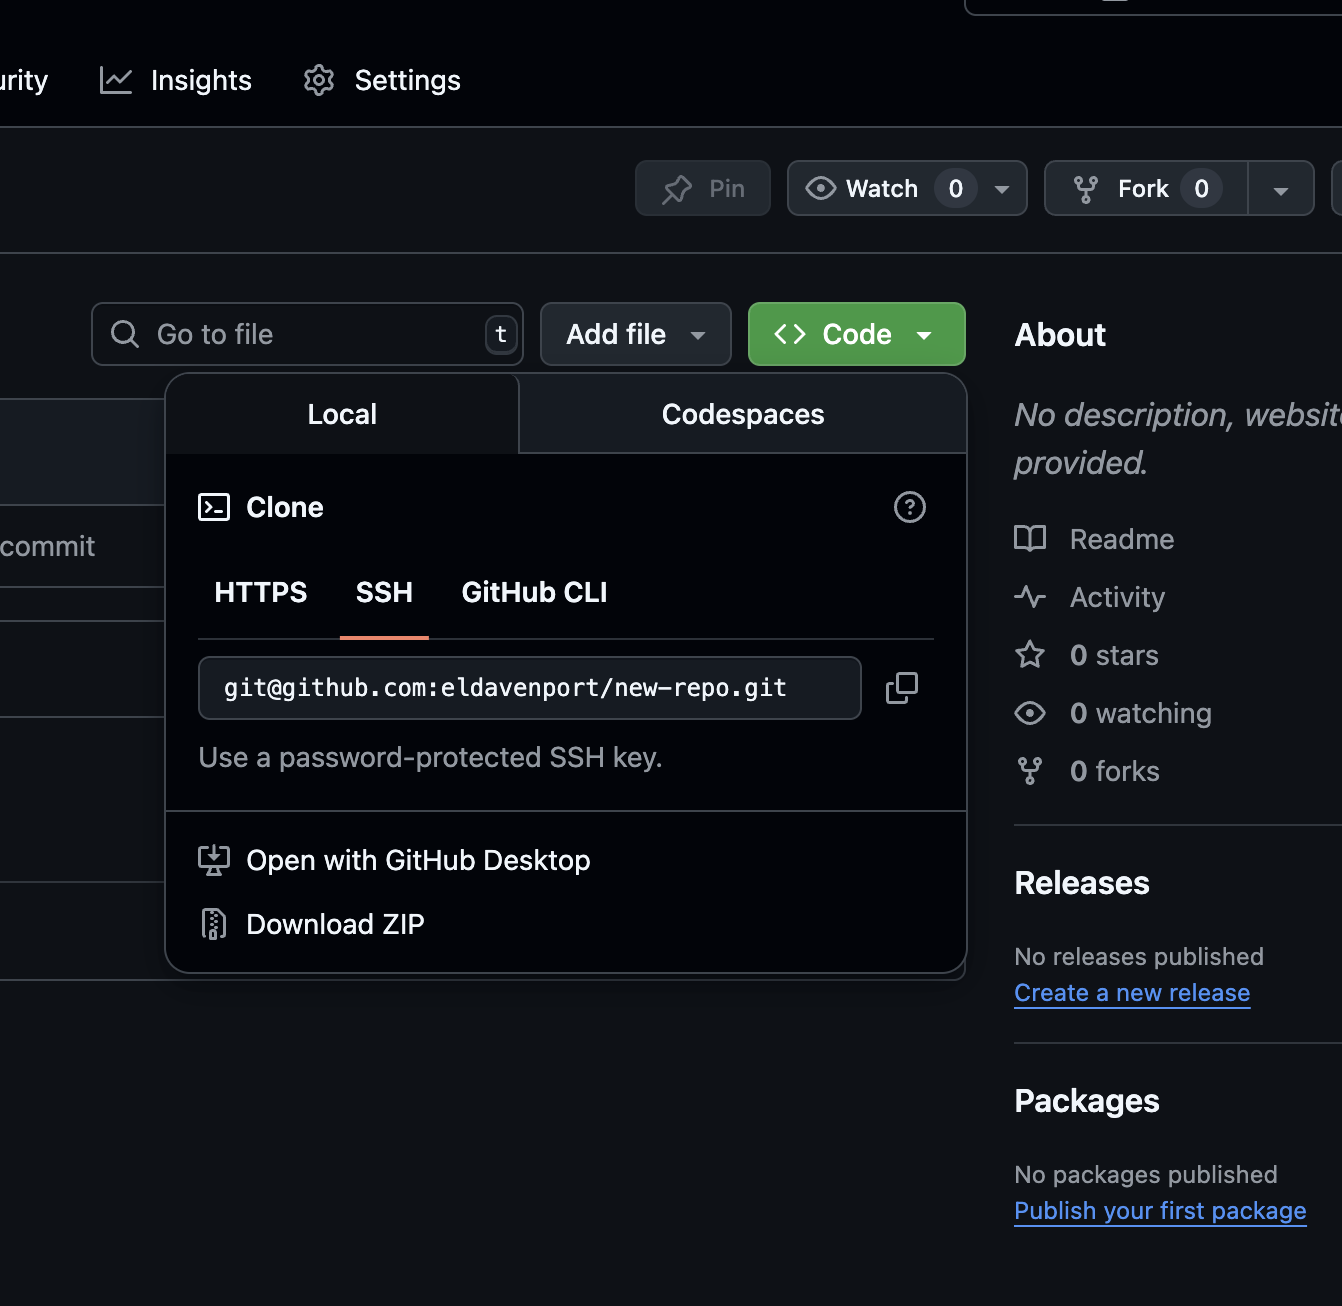 Insights
Settings
Pin
Watch 0
Fork 0
Go to file t
Add file
Code
Local
Codespaces
Clone
HTTPS
SSH
GitHub CLI
git@github.com:eldavenport/new-repo.git
Use a password-protected SSH key.
Open with GitHub Desktop
Download ZIP
commit
About
No description,
provided.
Readme
Activity
0 stars
0 watching
0 forks
Releases
No releases published
Create a new release
Packages
No packages published
Publish your first package